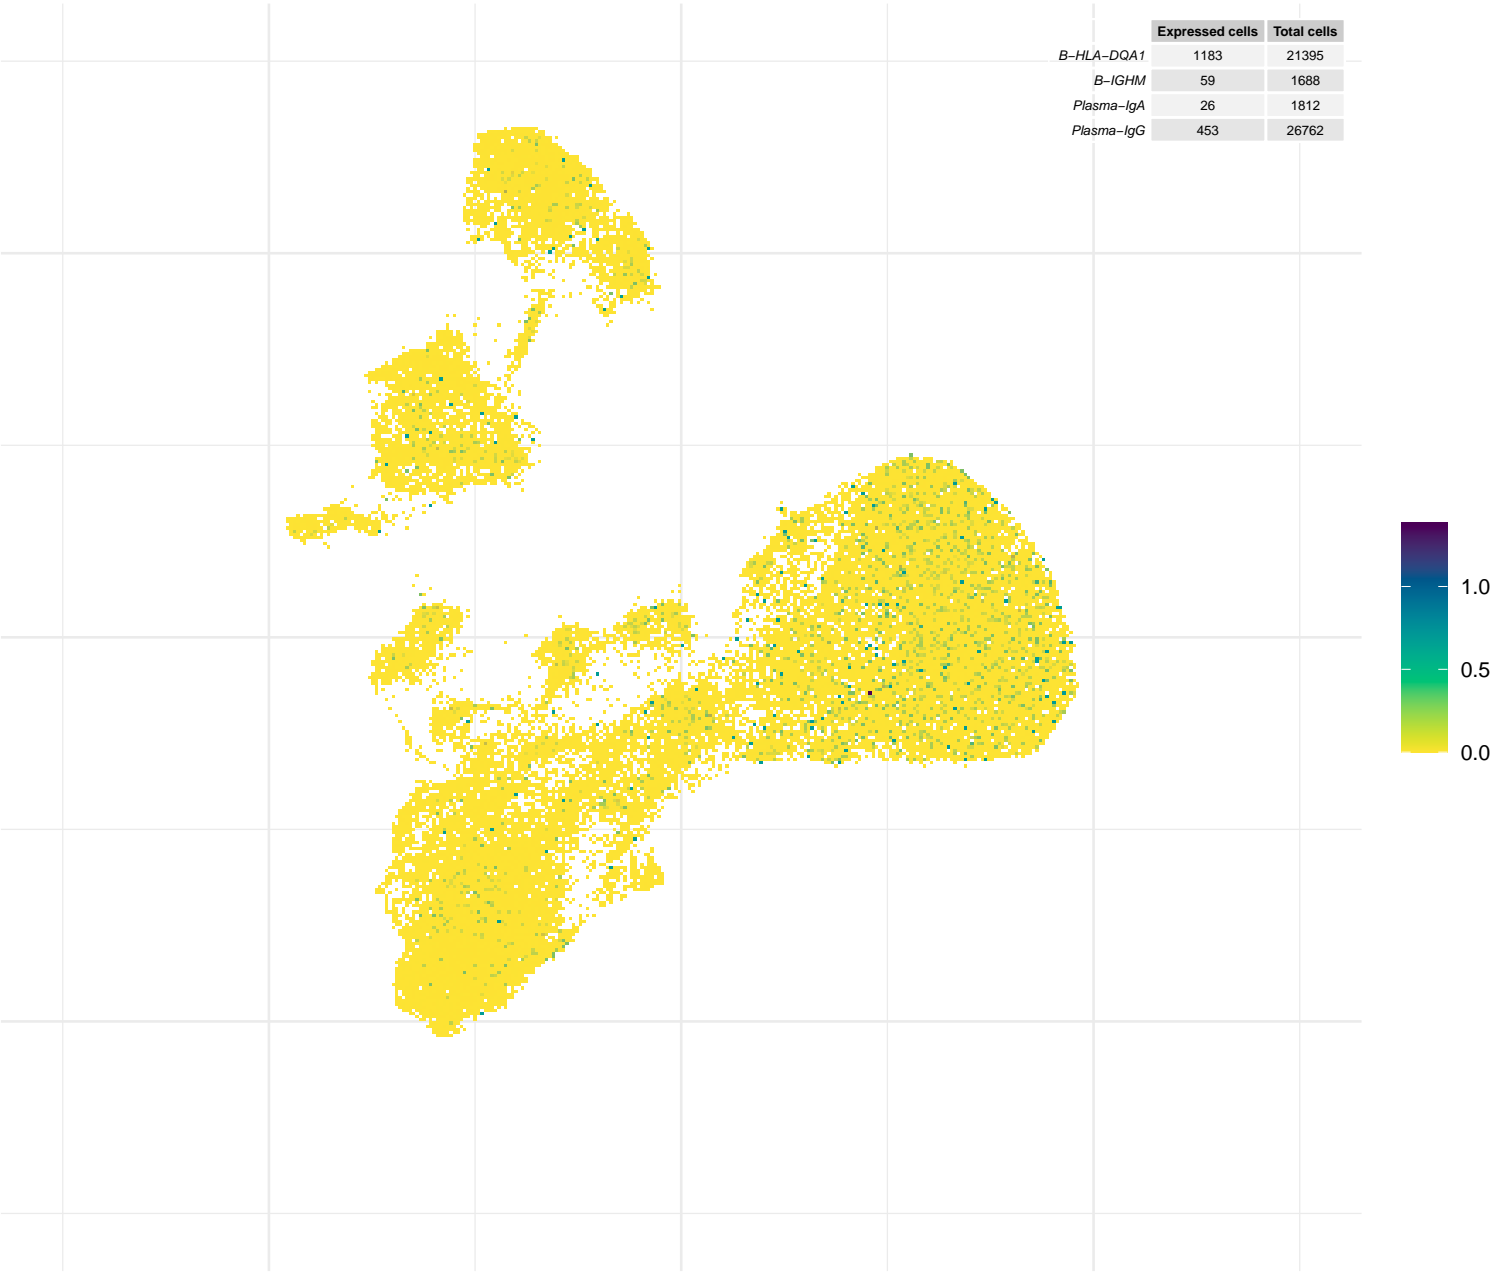 Expressed cells Total cells
B−HLA−DQA1 1183 21395
B−IGHM 59 1688
Plasma−IgA 26 1812
Plasma−IgG 453 26762
1.0
0.5
0.0